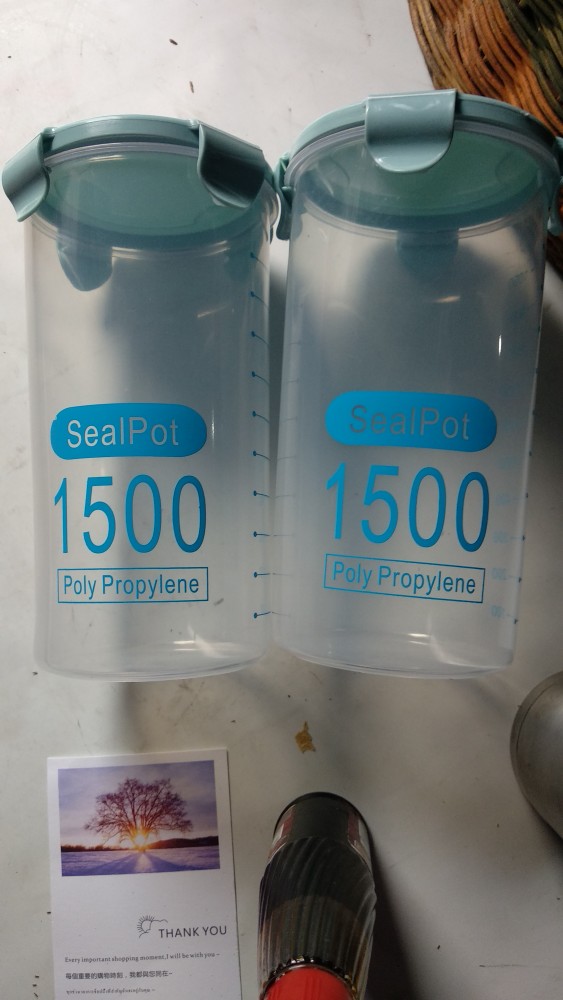 SealPot
1500
Poly Propylene
SealPot
1500
Poly Propylene
THANK YOU
Every important shopping moment,I will be with you ~
每個重要的購物時刻，我都與您同在~